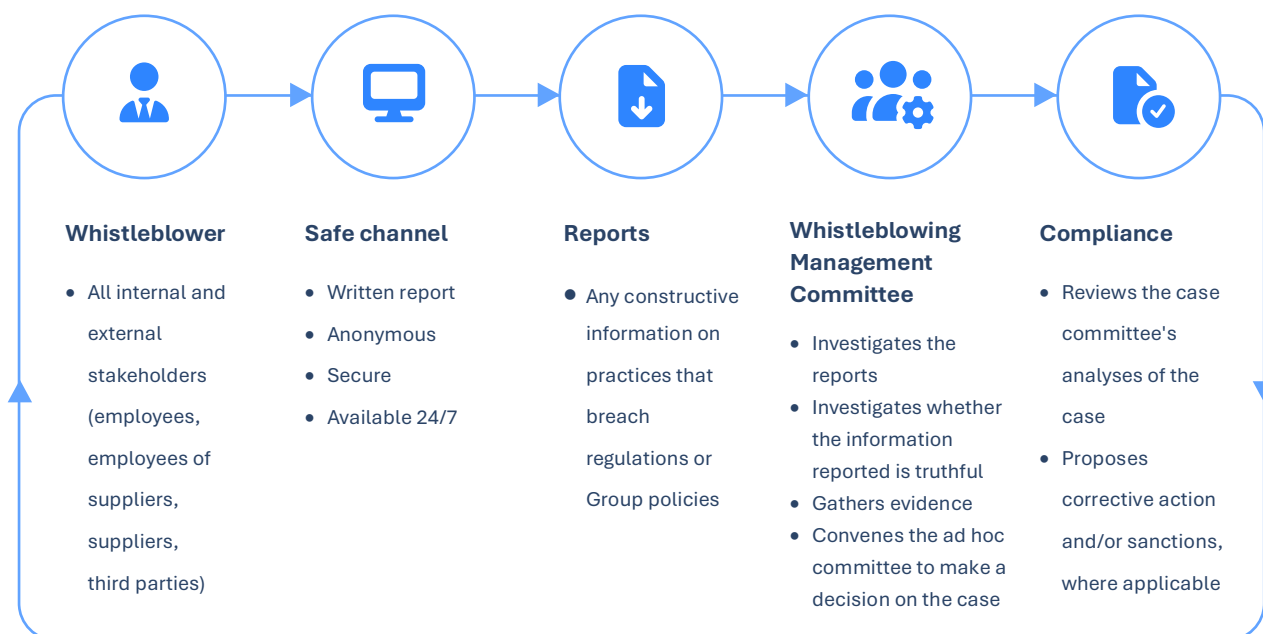 Whistleblower
• All internal and
external
stakeholders
(employees,
employees of
suppliers,
suppliers,
third parties)
Safe channel
• Written report
• Anonymous
• Secure
• Available 24/7
Reports
• Any constructive
information on
practices that
breach
regulations or
Group policies
Whistleblowing
Management
Committee
• Investigates the
reports
• Investigates whether
the information
reported is truthful
• Gathers evidence
• Convenes the ad hoc
committee to make a
decision on the case
Compliance
• Reviews the case
committee's
analyses of the
case
• Proposes
corrective action
and/or sanctions,
where applicable